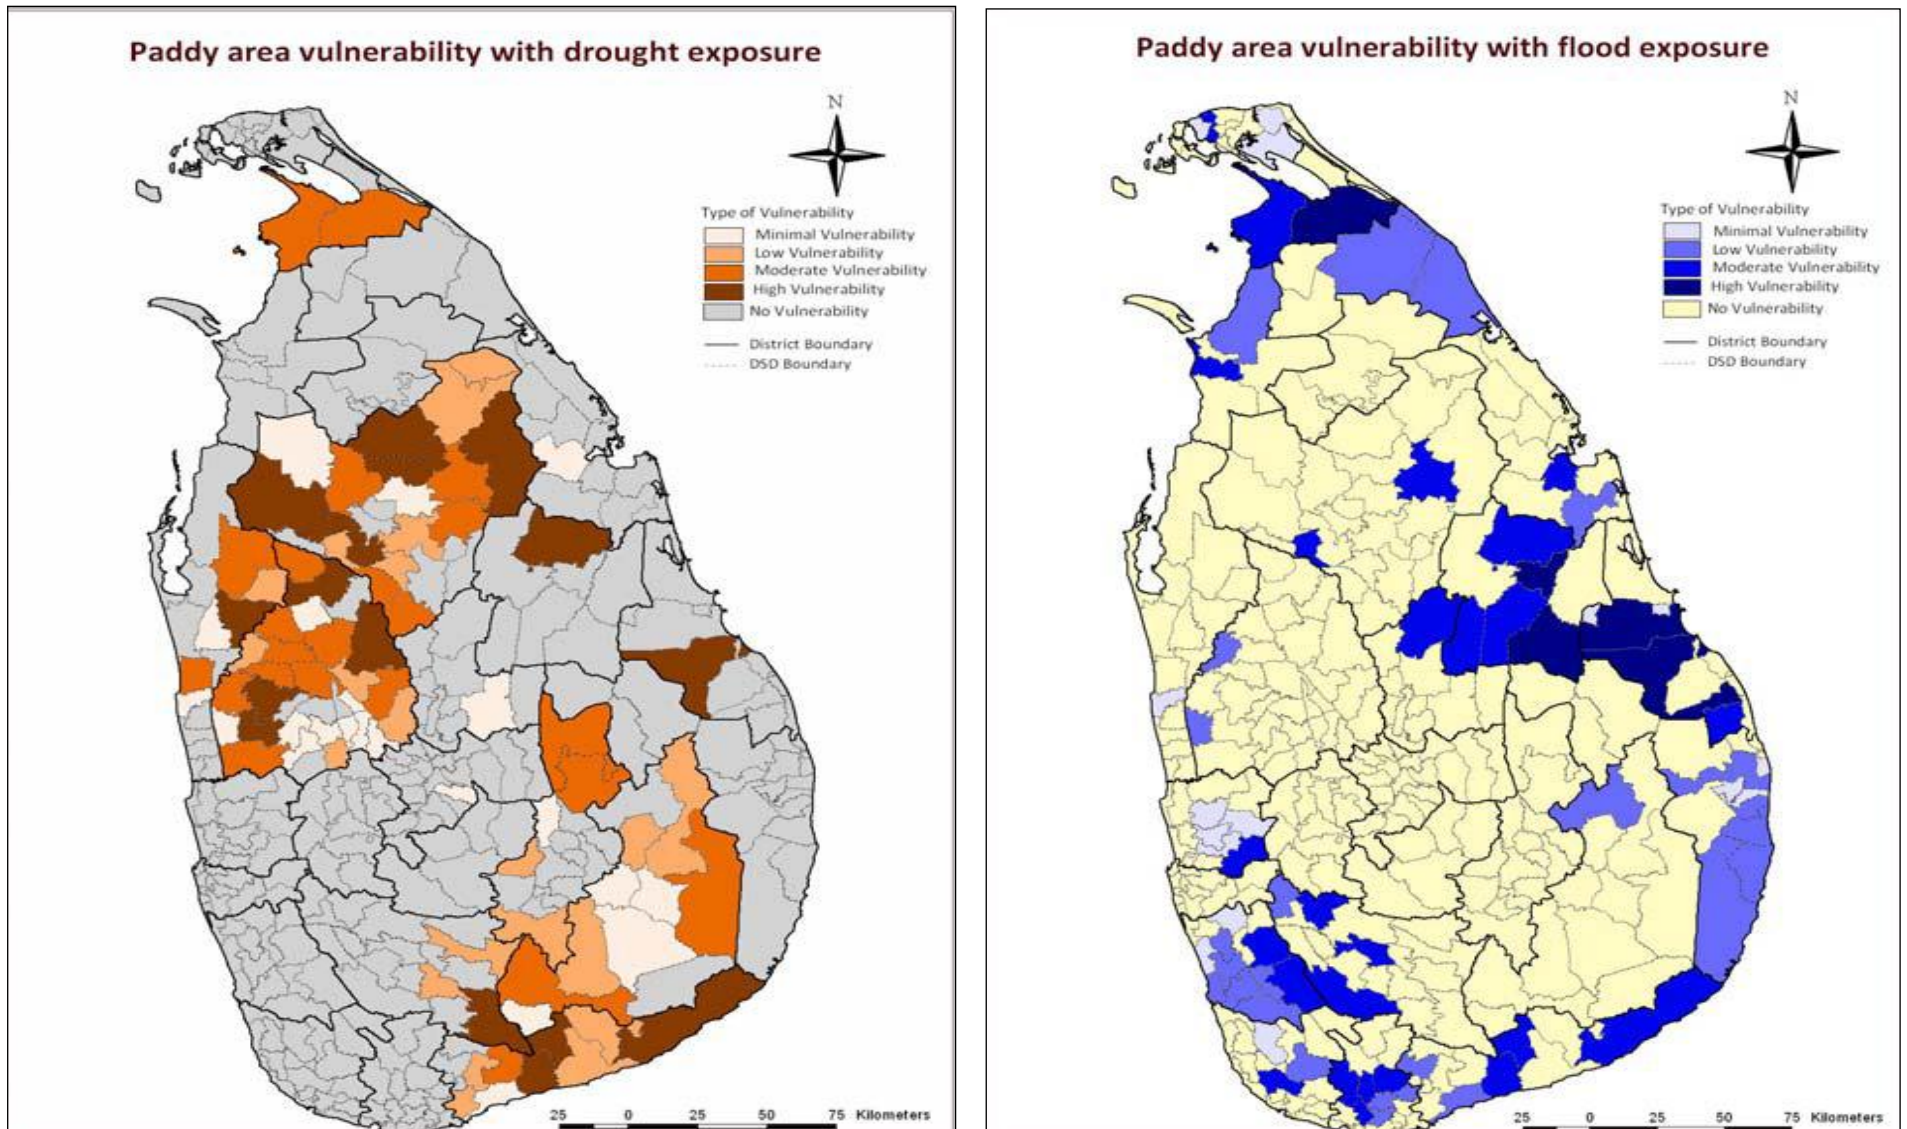 Paddy area vulnerability with drought exposure
N
Type of Vulnerability
Minimal Vulnerability
Low Vulnerability
Moderate Vulnerability
High Vulnerability
No Vulnerability
District Boundary
DSD Boundary
25 0 25 50 75 Kilometers
Paddy area vulnerability with flood exposure
N
Type of Vulnerability
Minimal Vulnerability
Low Vulnerability
Moderate Vulnerability
High Vulnerability
No Vulnerability
District Boundary
DSD Boundary
25 0 25 50 75 Kilometers